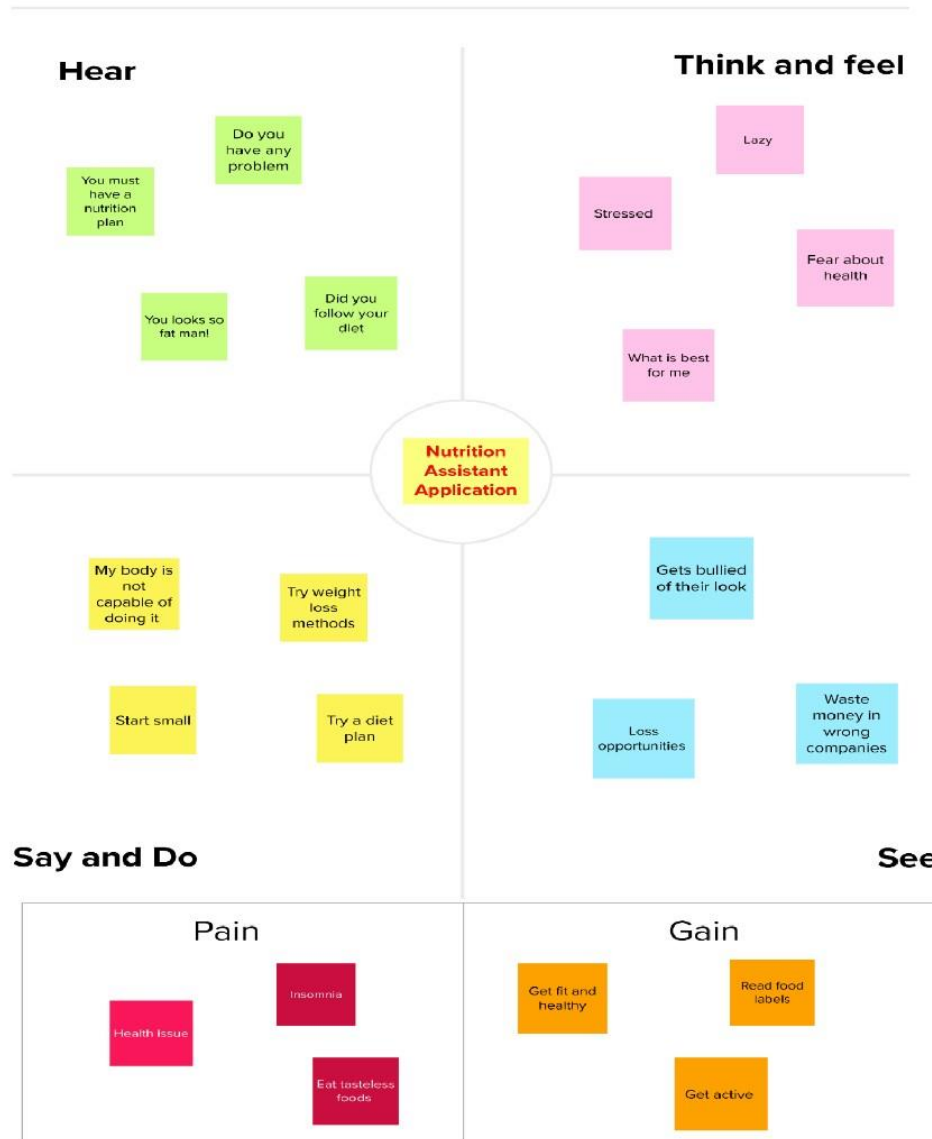 Hear
Do you
have any
problem
You must
have a
nutrition
plan
You looks so
fat man!
Did you
follow your
diet
Think and feel
Lazy
Stressed
Fear about
health
What is best
for me
Nutrition
Assistant
Application
My body is
not
capable of
doing it
Try weight
loss
methods
Start small
Try a diet
plan
Say and Do
Gets bullied
of their look
Loss
opportunities
Waste
money in
wrong
companies
See
Pain
Insomnia
Health issue
Eat tasteless
foods
Gain
Get fit and
healthy
Read food
labels
Get active